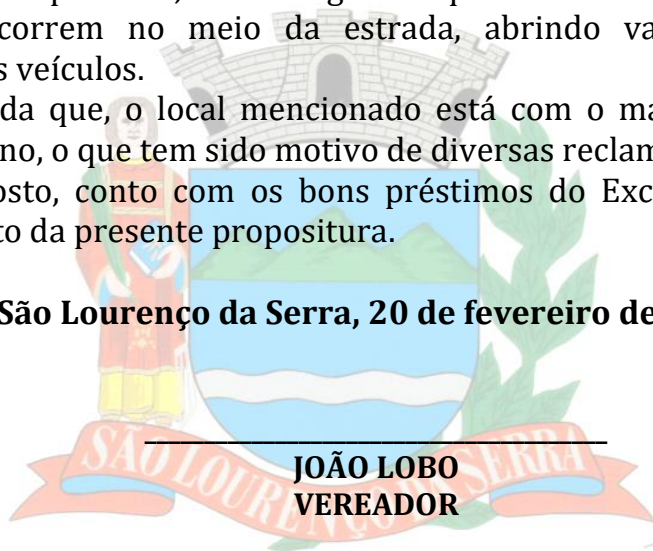 correm no meio da estrada, abrindo va
s veículos.
da que, o local mencionado está com o ma
no, o que tem sido motivo de diversas reclam
osto, conto com os bons préstimos do Exc
to da presente propositura.
São Lourenço da Serra, 20 de fevereiro de
JOÃO LOBO
VEREADOR
SÃO LOURENÇO DA SERRA